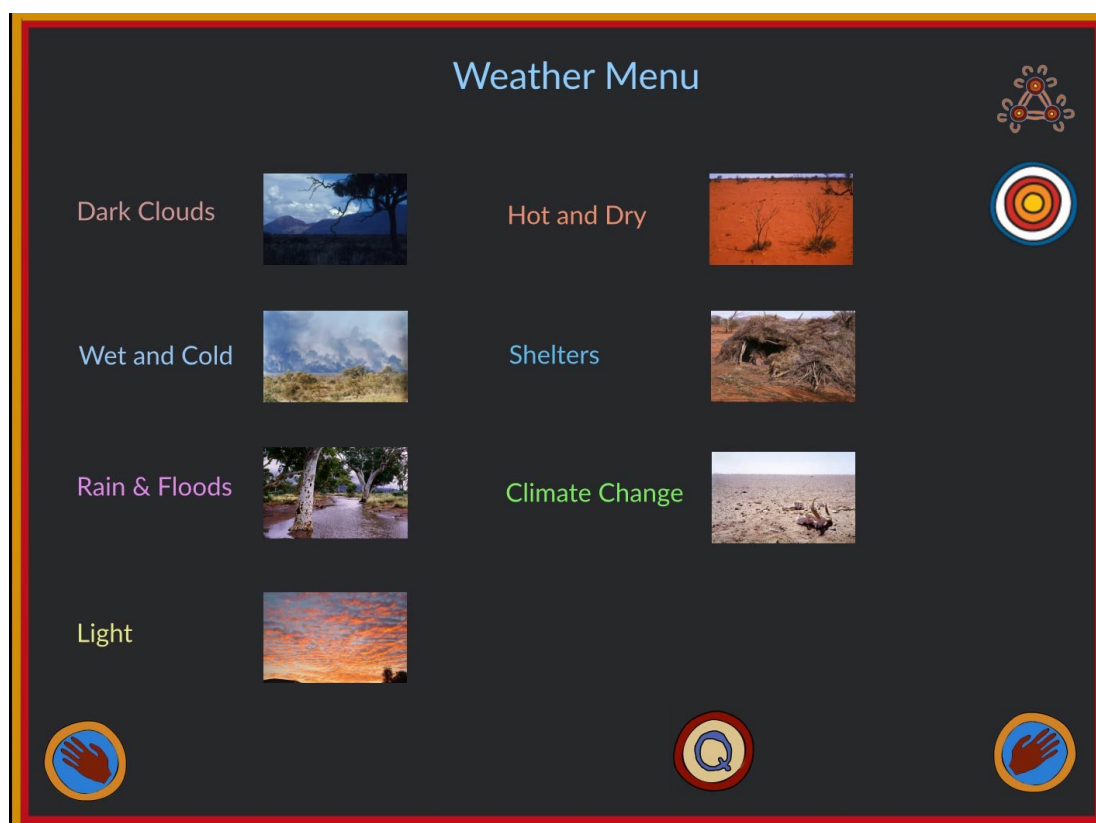 Weather Menu
Dark Clouds
Hot and Dry
Wet and Cold
Shelters
Rain & Floods
Climate Change
Light
Q